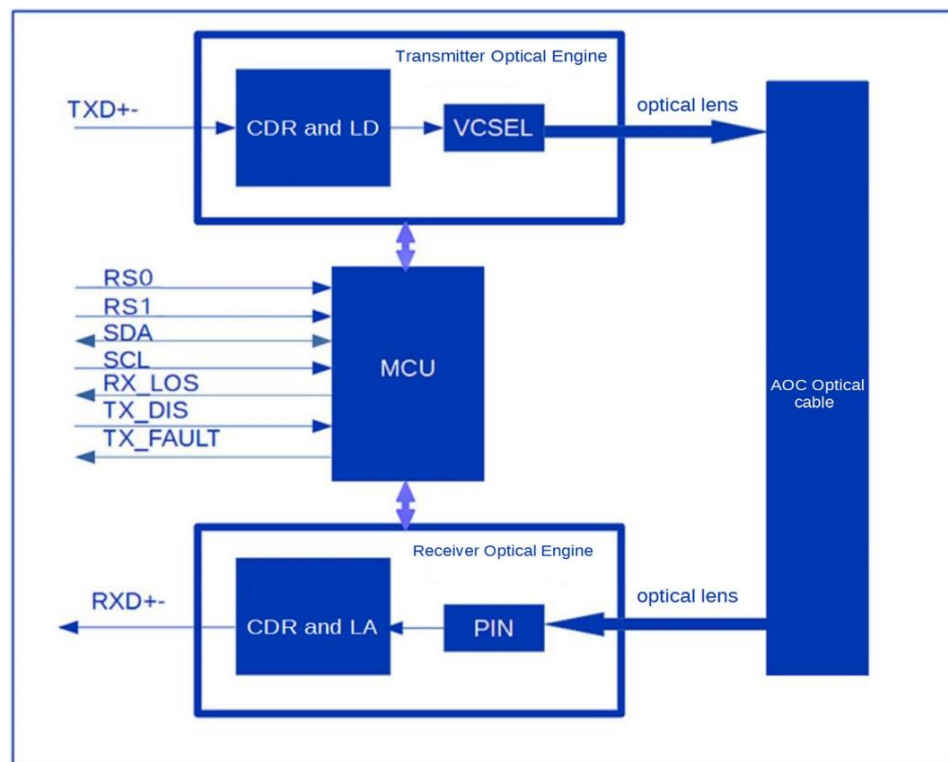 Transmitter Optical Engine
TXD+-
CDR and LD
VCSEL
optical lens
RS0
RS1
SDA
SCL
RX_LOS
TX_DIS
TX_FAULT
MCU
AOC Optical
cable
Receiver Optical Engine
RXD+-
CDR and LA
PIN
optical lens